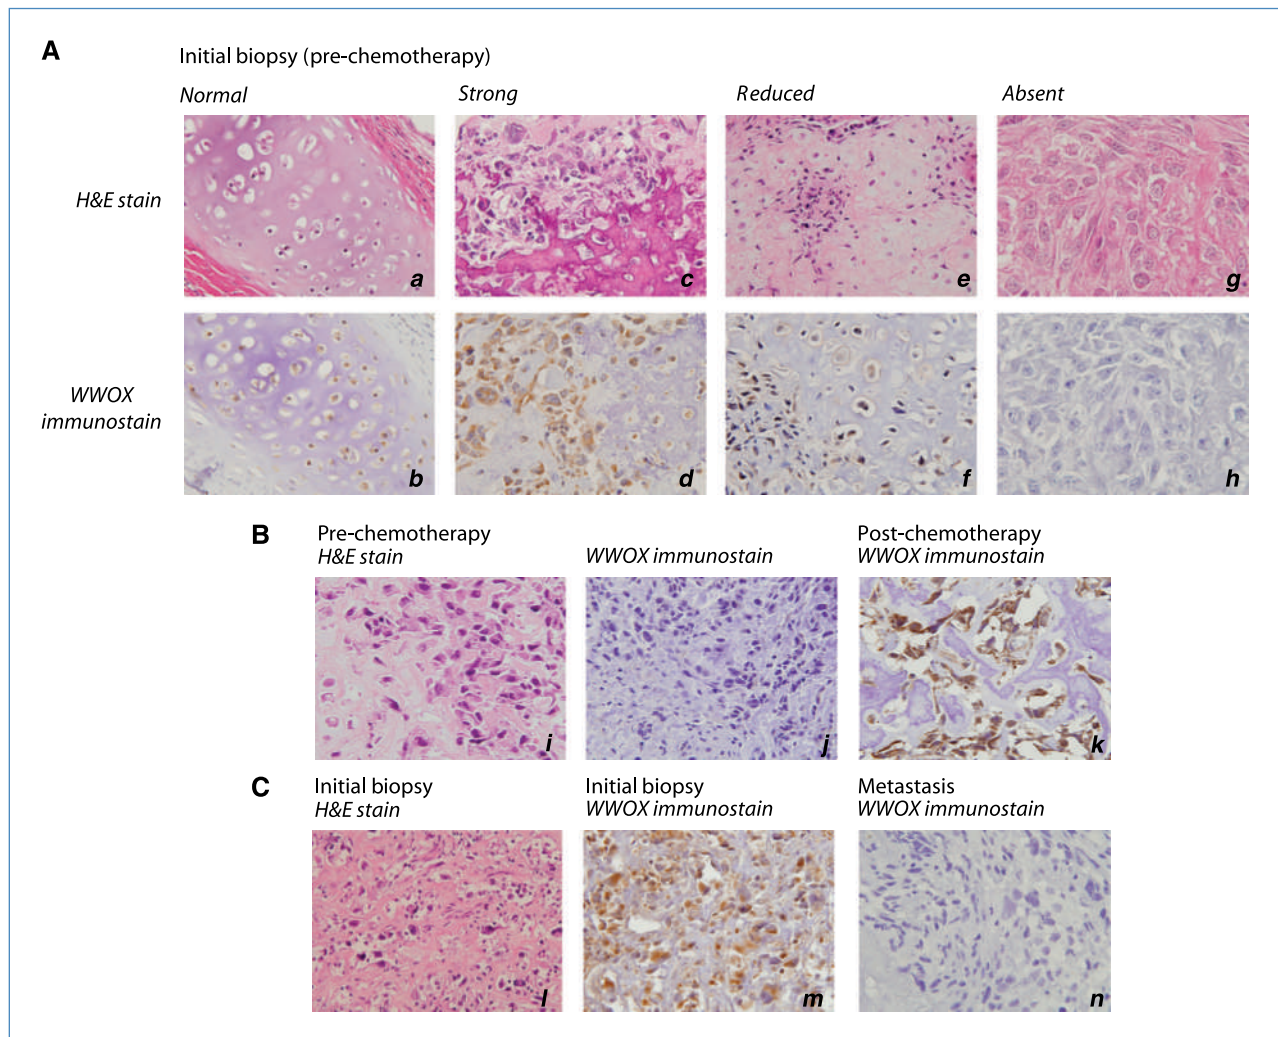 A
Initial biopsy (pre-chemotherapy)
Normal Strong Reduced Absent
H&E stain
a c e g
WWOX
immunostain
b d f h
B
Pre-chemotherapy Post-chemotherapy
H&E stain WWOX immunostain WWOX immunostain
i j k
C
Initial biopsy Initial biopsy Metastasis
H&E stain WWOX immunostain WWOX immunostain
l m n